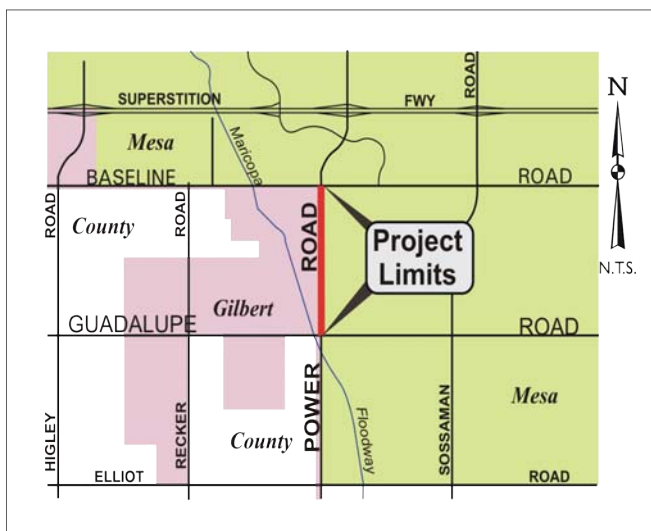 ROAD
SUPERSTITION FWY
N
Mesa
Maricopa
BASELINE ROAD
ROAD
County
ROAD
ROAD
Project
Limits
N.T.S.
Gilbert
GUADALUPE ROAD
HIGLEY
RECKER
County
POWER
Floodway
SOSSAMAN
Mesa
ELLIOT ROAD